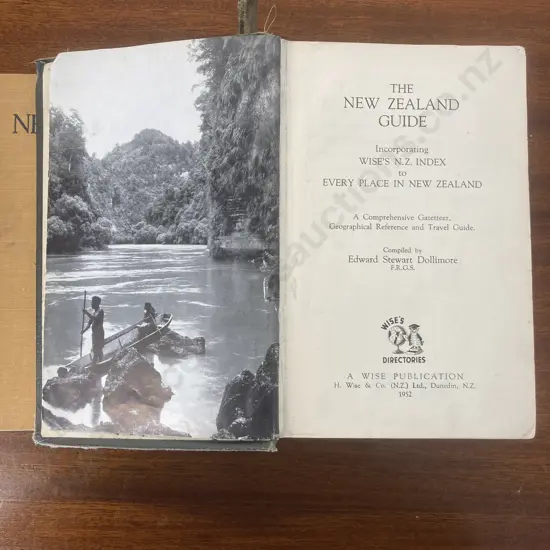 NE
THE
NEW ZEALAND
GUIDE
Incorporating
WISE'S N.Z. INDEX
to
EVERY PLACE IN NEW ZEALAND
A Comprehensive Gazetteer,
Geographical Reference and Travel Guide.
Compiled by
Edward Stewart Dollimore
F.R.G.S.
WISE'S
DIRECTORIES
A WISE PUBLICATION
H. Wise & Co. (N.Z.) Ltd., Dunedin, N.Z.
1952